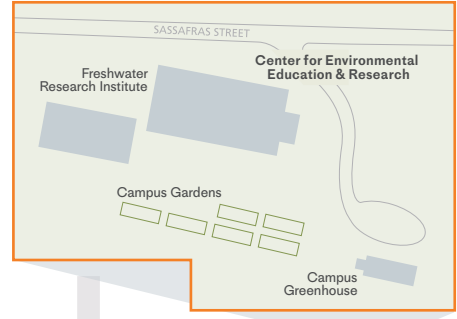 SASSAFRAS STREET
Center for Environmental
Education & Research
Freshwater
Research Institute
Campus Gardens
Campus
Greenhouse